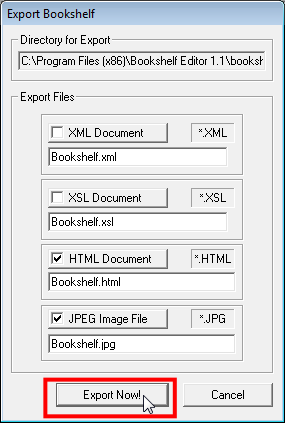 Export Bookshelf
Directory for Export
C:\Program Files (x86)\Bookshelf Editor 1.1\booksh
Export Files
XML Document *.XML
Bookshelf.xml
XSL Document *.XSL
Bookshelf.xsl
HTML Document *.HTML
Bookshelf.html
JPEG Image File *.JPG
Bookshelf.jpg
Export Now! Cancel